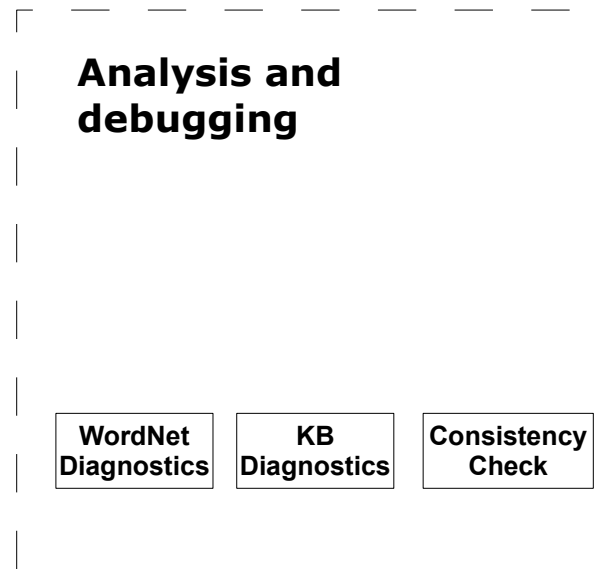 Analysis and
debugging
WordNet
Diagnostics
KB
Diagnostics
Consistency
Check